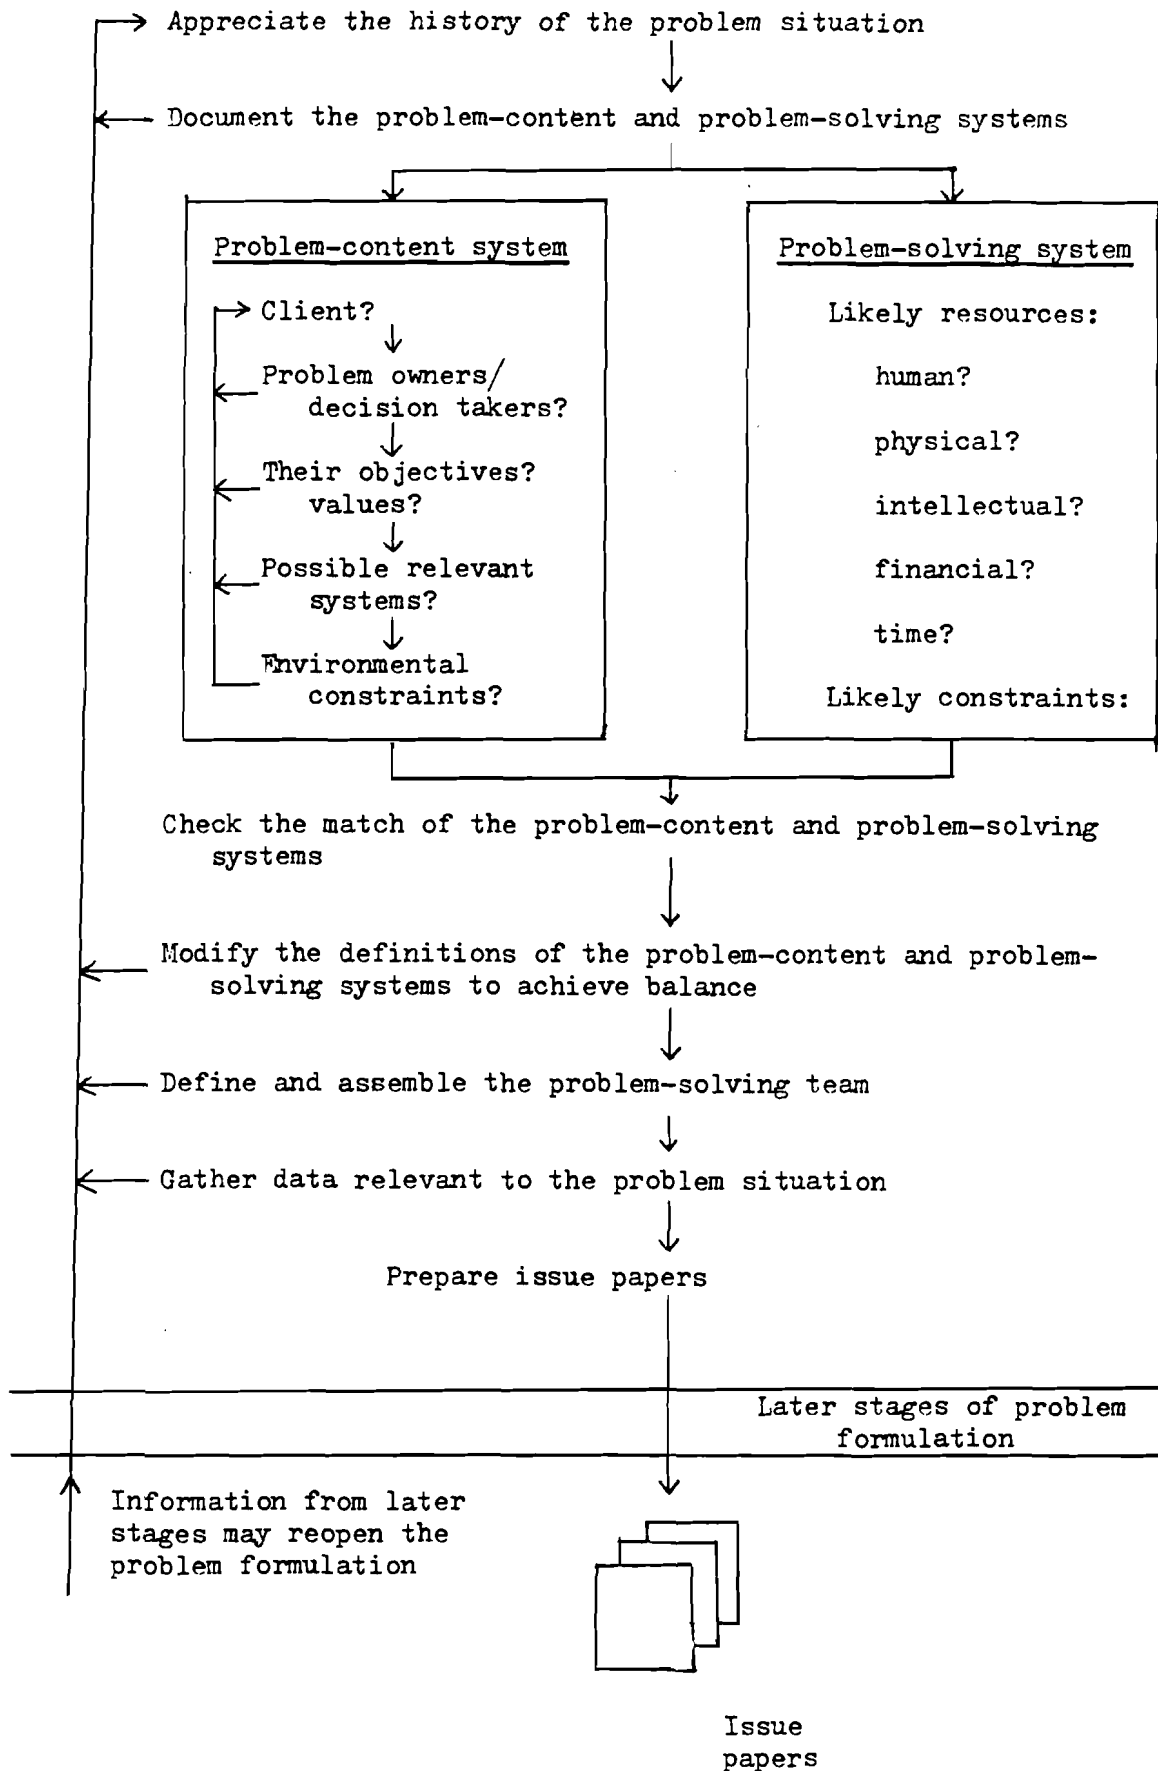 Appreciate the history of the problem situation
Document the problem-content and problem-solving systems
Problem-content system
Client?
Problem owners/
decision takers?
Their objectives?
values?
Possible relevant
systems?
Environmental
constraints?
Problem-solving system
Likely resources:
human?
physical?
intellectual?
financial?
time?
Likely constraints:
Check the match of the problem-content and problem-solving
systems
Modify the definitions of the problem-content and problem-
solving systems to achieve balance
Define and assemble the problem-solving team
Gather data relevant to the problem situation
Prepare issue papers
Later stages of problem
formulation
Information from later
stages may reopen the
problem formulation
Issue
papers